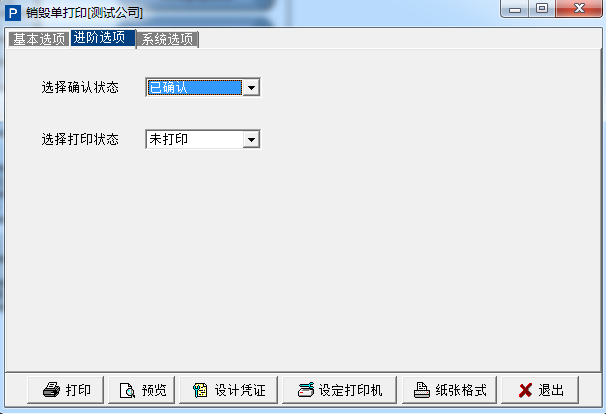 P 销毁单打印[测试公司]
基本选项 进阶选项 系统选项
选择确认状态 已确认
选择打印状态 未打印
打印 预览 设计凭证 设定打印机 纸张格式 退出